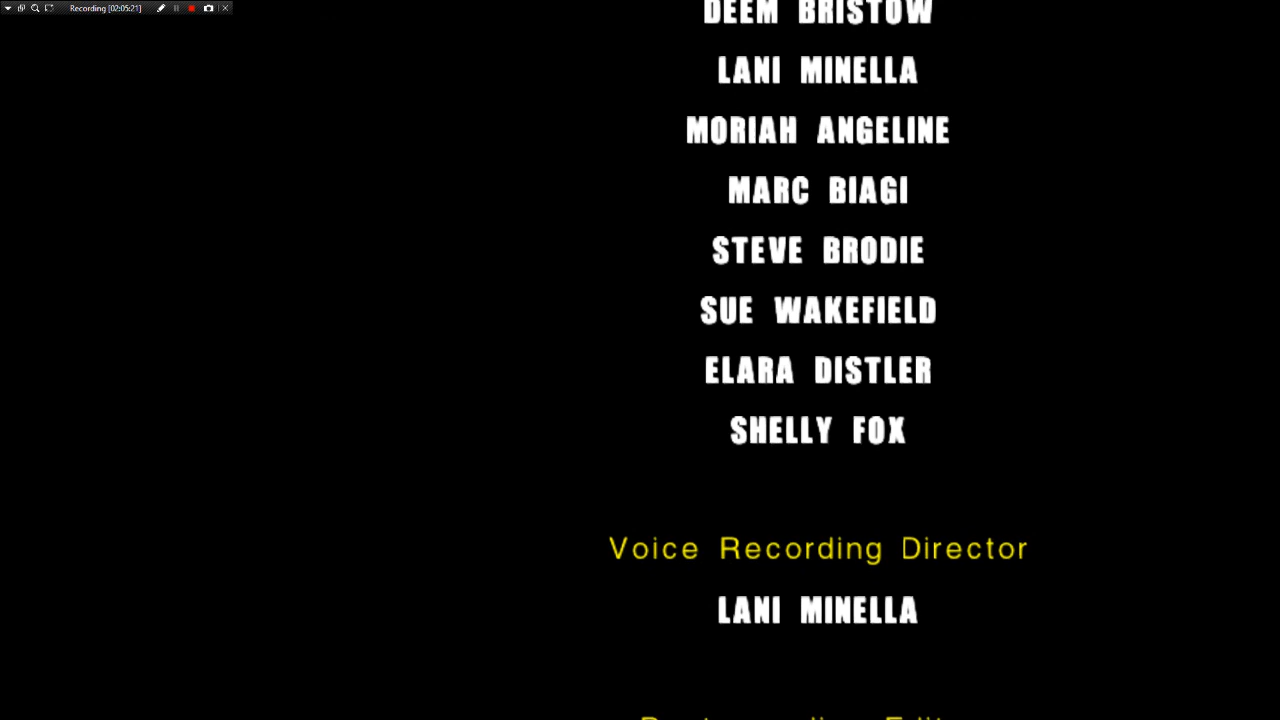 Recording [02:05:21]
DEEM BRISTOW
LANI MINELLA
MORIAH ANGELINE
MARC BIAGI
STEVE BRODIE
SUE WAKEFIELD
ELARA DISTLER
SHELLY FOX
Voice Recording Director
LANI MINELLA